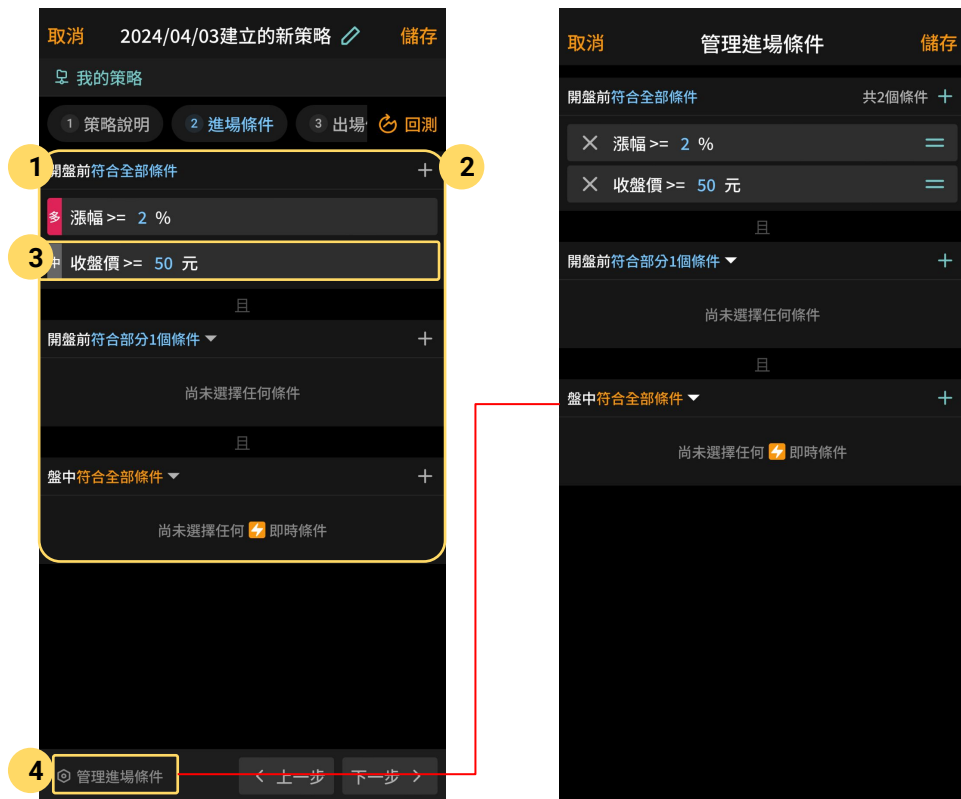 取消 2024/04/03建立的新策略 儲存
我的策略
1 策略說明 2 進場條件 3 出場 回測
1 開盤前符合全部條件 2
多 漲幅 >= 2 %
3 中 收盤價 >= 50 元
且
開盤前符合部分1個條件
尚未選擇任何條件
且
盤中符合全部條件
尚未選擇任何 即時條件
4 管理進場條件 上一步 下一步
取消 管理進場條件 儲存
開盤前符合全部條件 共2個條件
漲幅 >= 2 %
收盤價 >= 50 元
且
開盤前符合部分1個條件
尚未選擇任何條件
且
盤中符合全部條件
尚未選擇任何 即時條件